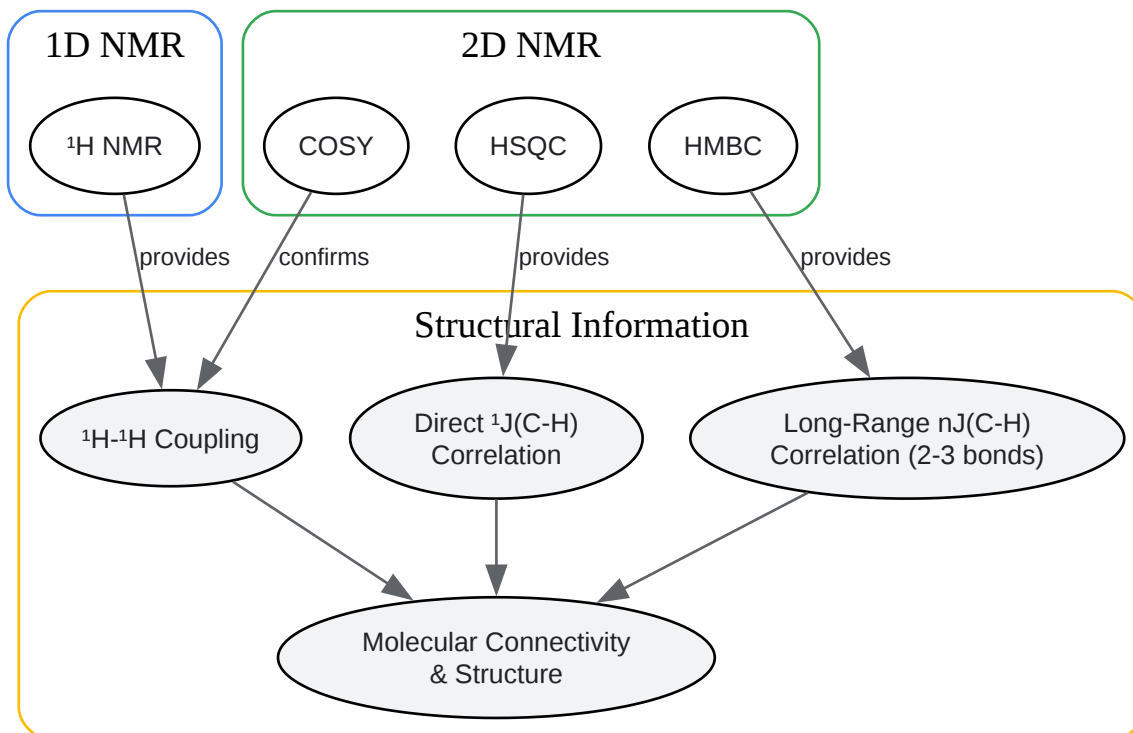 1D NMR
2D NMR
¹H NMR
COSY
HSQC
HMBC
provides
confirms
provides
provides
Structural Information
¹H-¹H Coupling
Direct ¹J(C-H)
Correlation
Long-Range nJ(C-H)
Correlation (2-3 bonds)
Molecular Connectivity
& Structure